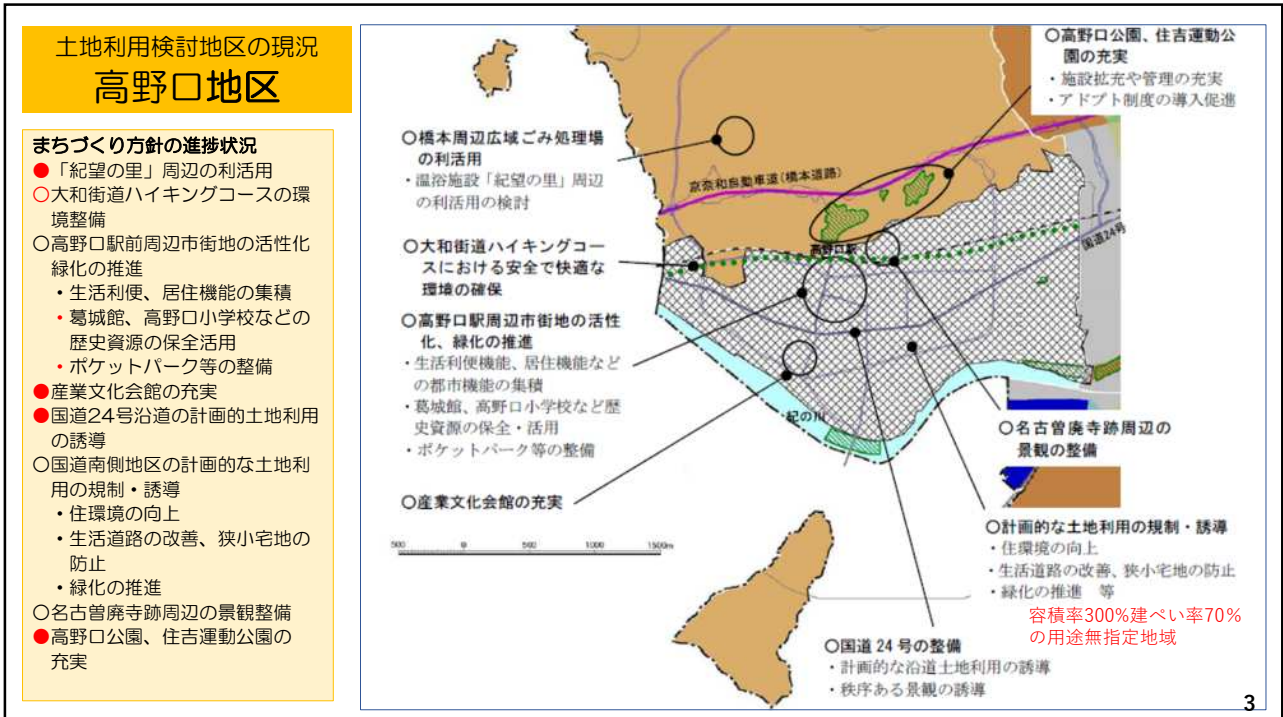 土地利用検討地区の現況
高野口地区
まちづくり方針の進捗状況
●「紀望の里」周辺の利活用
○大和街道ハイキングコースの環
境整備
○高野口駅前周辺市街地の活性化
緑化の推進
・生活利便、居住機能の集積
・葛城館、高野口小学校などの
歴史資源の保全活用
・ポケットパーク等の整備
●産業文化会館の充実
●国道24号沿道の計画的土地利用
の誘導
○国道南側地区の計画的な土地利
用の規制・誘導
・住環境の向上
・生活道路の改善、狭小宅地の
防止
・緑化の推進
○名古曽廃寺跡周辺の景観整備
●高野口公園、住吉運動公園の
充実
○高野口公園、住吉運動公
園の充実
・施設拡充や管理の充実
・アドプト制度の導入促進
○橋本周辺広域ごみ処理場
の利活用
・温浴施設「紀望の里」周辺
の利活用の検討
京奈和自動車道(橋本道路)
国道24号
高野口駅
○大和街道ハイキングコー
スにおける安全で快適な
環境の確保
○高野口駅周辺市街地の活性
化、緑化の推進
・生活利便機能、居住機能など
の都市機能の集積
・葛城館、高野口小学校など歴
史資源の保全・活用
・ポケットパーク等の整備
紀の川
○名古曽廃寺跡周辺の
景観の整備
○産業文化会館の充実
500 0 500 1000 1500m
○計画的な土地利用の規制・誘導
・住環境の向上
・生活道路の改善、狭小宅地の防止
・緑化の推進 等
容積率300%建ぺい率70%
の用途無指定地域
○国道24号の整備
・計画的な沿道土地利用の誘導
・秩序ある景観の誘導
3